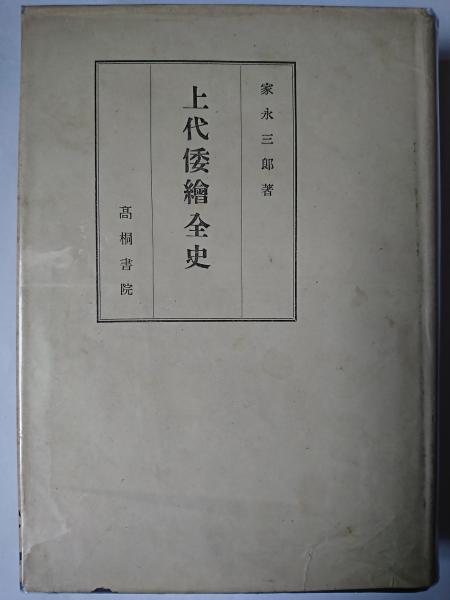 家永三郎著
上代倭繪全史
高桐書院